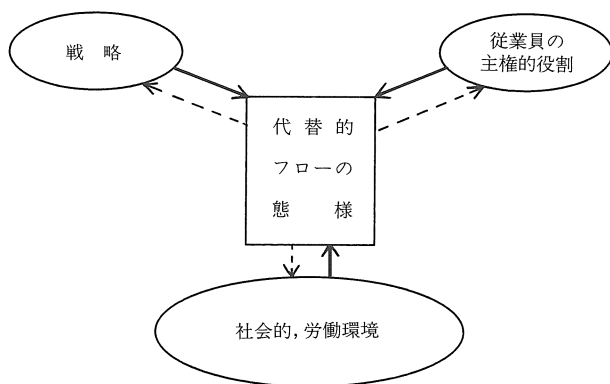 戦略
従業員の
主権的役割
代替的
フローの
態様
社会的,労働環境